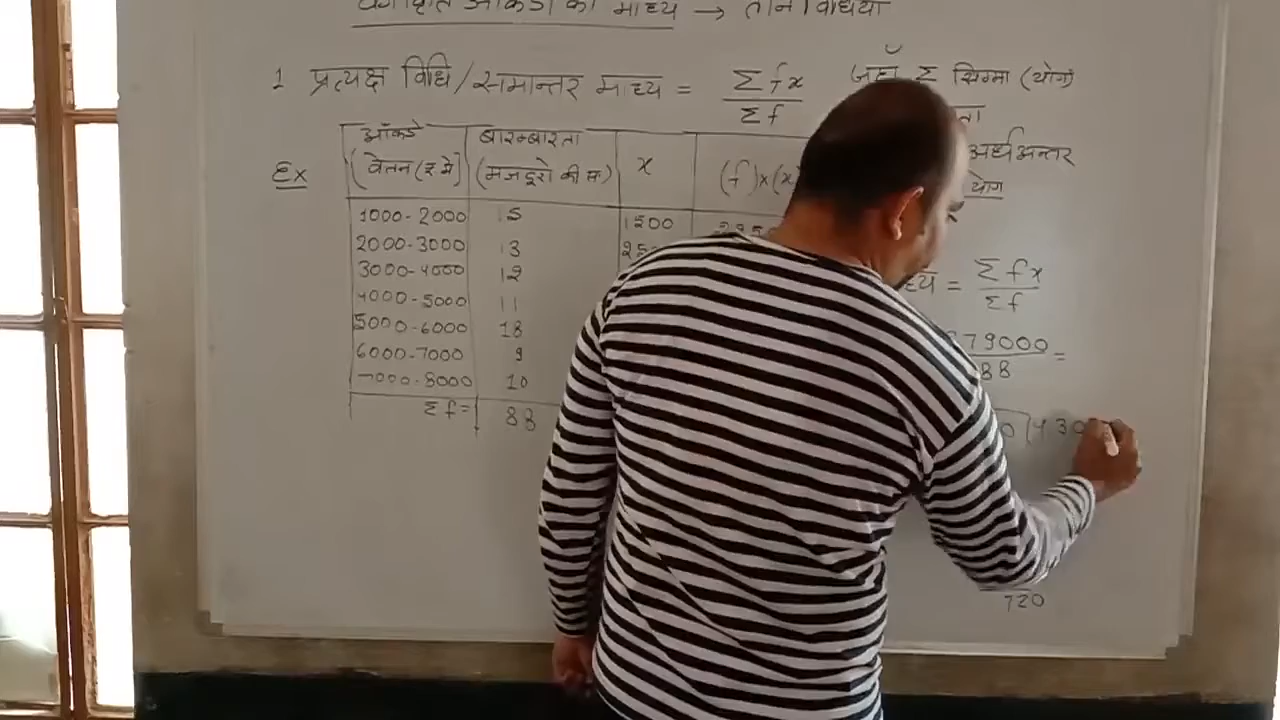 वर्गीकृत आंकडो का माध्य → तीन विधियाँ
1 प्रत्यक्ष विधि/समान्तर माध्य = Σfx / Σf जहाँ Σ सिग्मा (योग)
ता
अर्धअन्तर
योग
Ex आँकडे (वेतन(₹ मे) बारम्बारता (मजदूरो की स०) x (f)x(x
1000-2000 15 1500
2000-3000 13
3000-4000 12
4000-5000 11
5000-6000 18
6000-7000 9
7000-8000 10
Σf= 88
= Σfx / Σf
79000 / 88 =
430
720